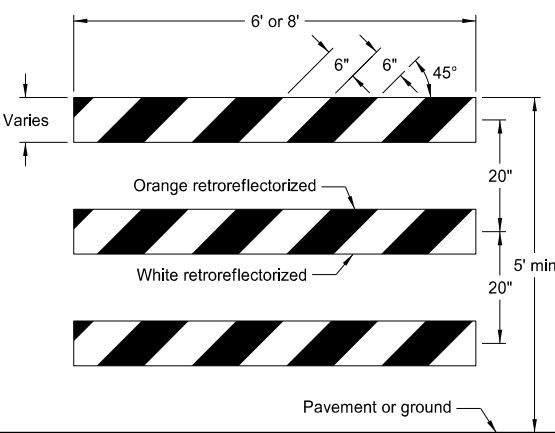 6' or 8'
6"
6"
45°
Varies
20"
Orange retroreflectorized
5' min
White retroreflectorized
20"
Pavement or ground